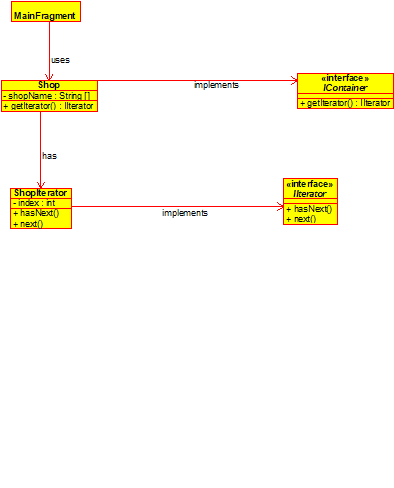 MainFragment
uses
Shop
- shopName : String []
+ getIterator() : IIterator
implements
«interface»
IContainer
+ getIterator() : IIterator
has
ShopIterator
- index : int
+ hasNext()
+ next()
implements
«interface»
IIterator
+ hasNext()
+ next()